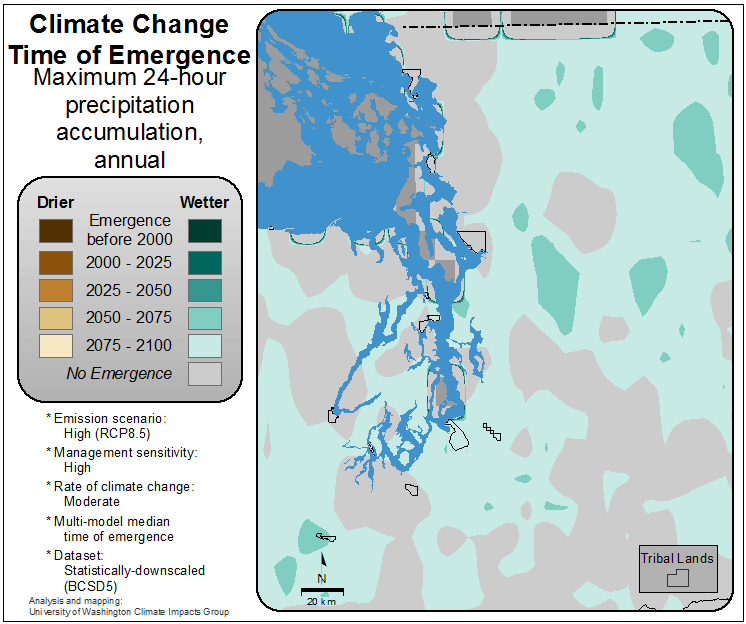 Climate Change
Time of Emergence
Maximum 24-hour
precipitation
accumulation,
annual
Drier Wetter
Emergence
before 2000
2000 - 2025
2025 - 2050
2050 - 2075
2075 - 2100
No Emergence
* Emission scenario:
High (RCP8.5)
* Management sensitivity:
High
* Rate of climate change:
Moderate
* Multi-model median
time of emergence
* Dataset:
Statistically-downscaled
(BCSD5)
Analysis and mapping:
University of Washington Climate Impacts Group
N
20 km
Tribal Lands